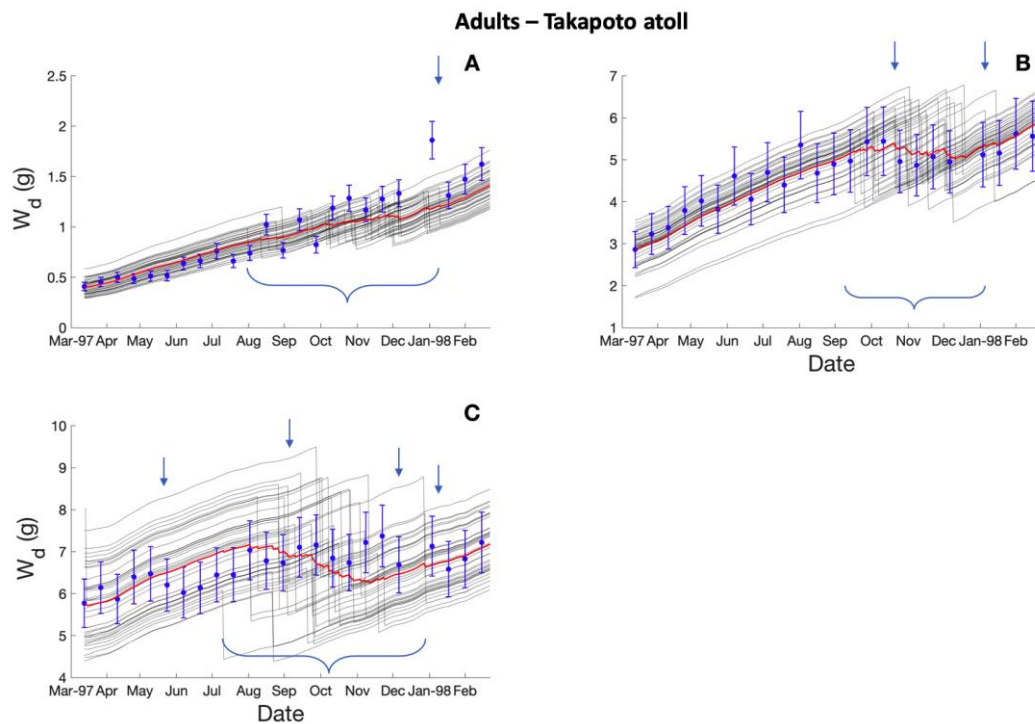 Adults – Takapoto atoll
A
W_d (g)
2.5
2
1.5
1
0.5
0
Mar-97 Apr May Jun Jul Aug Sep Oct Nov Dec Jan-98 Feb
B
7
6
5
4
3
2
1
Mar-97 Apr May Jun Jul Aug Sep Oct Nov Dec Jan-98 Feb
Date
C
W_d (g)
10
9
8
7
6
5
4
Mar-97 Apr May Jun Jul Aug Sep Oct Nov Dec Jan-98 Feb
Date